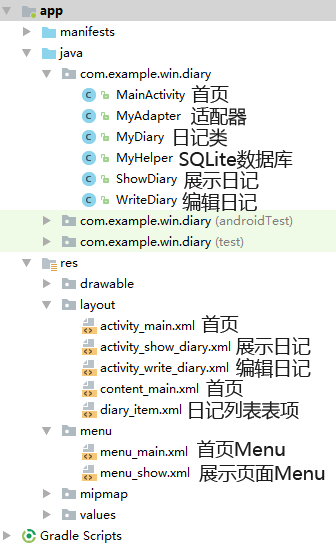 app
manifests
java
com.example.win.diary
MainActivity 首页
MyAdapter 适配器
MyDiary 日记类
MyHelper SQLite数据库
ShowDiary 展示日记
WriteDiary 编辑日记
com.example.win.diary (androidTest)
com.example.win.diary (test)
res
drawable
layout
activity_main.xml 首页
activity_show_diary.xml 展示日记
activity_write_diary.xml 编辑日记
content_main.xml 首页
diary_item.xml 日记列表表项
menu
menu_main.xml 首页Menu
menu_show.xml 展示页面Menu
mipmap
values
Gradle Scripts